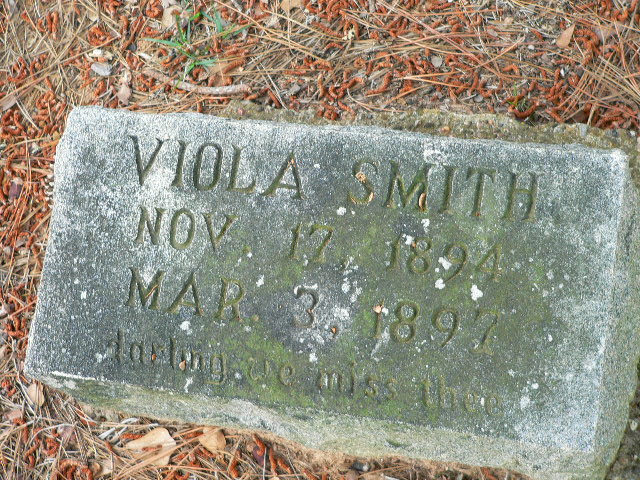 VIOLA SMITH
NOV. 17, 1894
MAR. 3, 1897
darling we miss thee